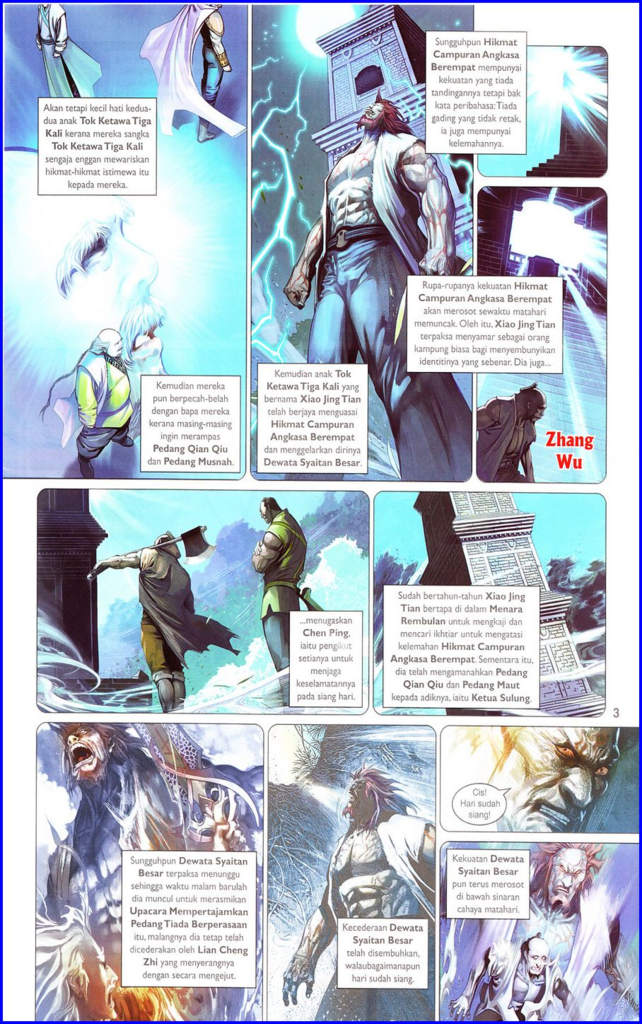 Akan tetapi kecil hati kedua-
dua anak Tok Ketawa Tiga
Kali kerana mereka sangka
Tok Ketawa Tiga Kali
sengaja enggan mewariskan
hikmat-hikmat istimewa itu
kepada mereka.
Kemudian mereka
pun berpecah-belah
dengan bapa mereka
kerana masing-masing
ingin merampas
Pedang Qian Qiu
dan Pedang Musnah.
Sungguhpun Hikmat
Campuran Angkasa
Berempat mempunyai
kekuatan yang tiada
tandingannya tetapi bak
kata peribahasa: Tiada
gading yang tidak retak,
ia juga mempunyai
kelemahannya.
Kemudian anak Tok
Ketawa Tiga Kali yang
bernama Xiao Jing Tian
telah berjaya menguasai
Hikmat Campuran
Angkasa Berempat
dan menggelarkan dirinya
Dewata Syaitan Besar.
Rupa-rupanya kekuatan Hikmat
Campuran Angkasa Berempat
akan merosot sewaktu matahari
memuncak. Oleh itu, Xiao Jing Tian
terpaksa menyamar sebagai orang
kampung biasa bagi menyembunyikan
identitinya yang sebenar. Dia juga...
Zhang
Wu
...menugaskan
Chen Ping,
iaitu pengikut
setianya untuk
menjaga
keselamatannya
pada siang hari.
Sudah bertahun-tahun Xiao Jing
Tian bertapa di dalam Menara
Rembulan untuk mengkaji dan
mencari ikhtiar untuk mengatasi
kelemahan Hikmat Campuran
Angkasa Berempat. Sementara itu,
dia telah mengamanahkan Pedang
Qian Qiu dan Pedang Maut
kepada adiknya, iaitu Ketua Sulung.
3
Sungguhpun Dewata Syaitan
Besar terpaksa menunggu
sehingga waktu malam barulah
dia muncul untuk merasmikan
Upacara Mempertajamkan
Pedang Tiada Berperasaan
itu, malangnya dia tetap telah
dicederakan oleh Lian Cheng
Zhi yang menyerangnya
dengan secara mengejut.
Kecederaan Dewata
Syaitan Besar
telah disembuhkan,
walaubagaimanapun
hari sudah siang.
Cis!
Hari sudah
siang!
Kekuatan Dewata
Syaitan Besar
pun terus merosot
di bawah sinaran
cahaya matahari.